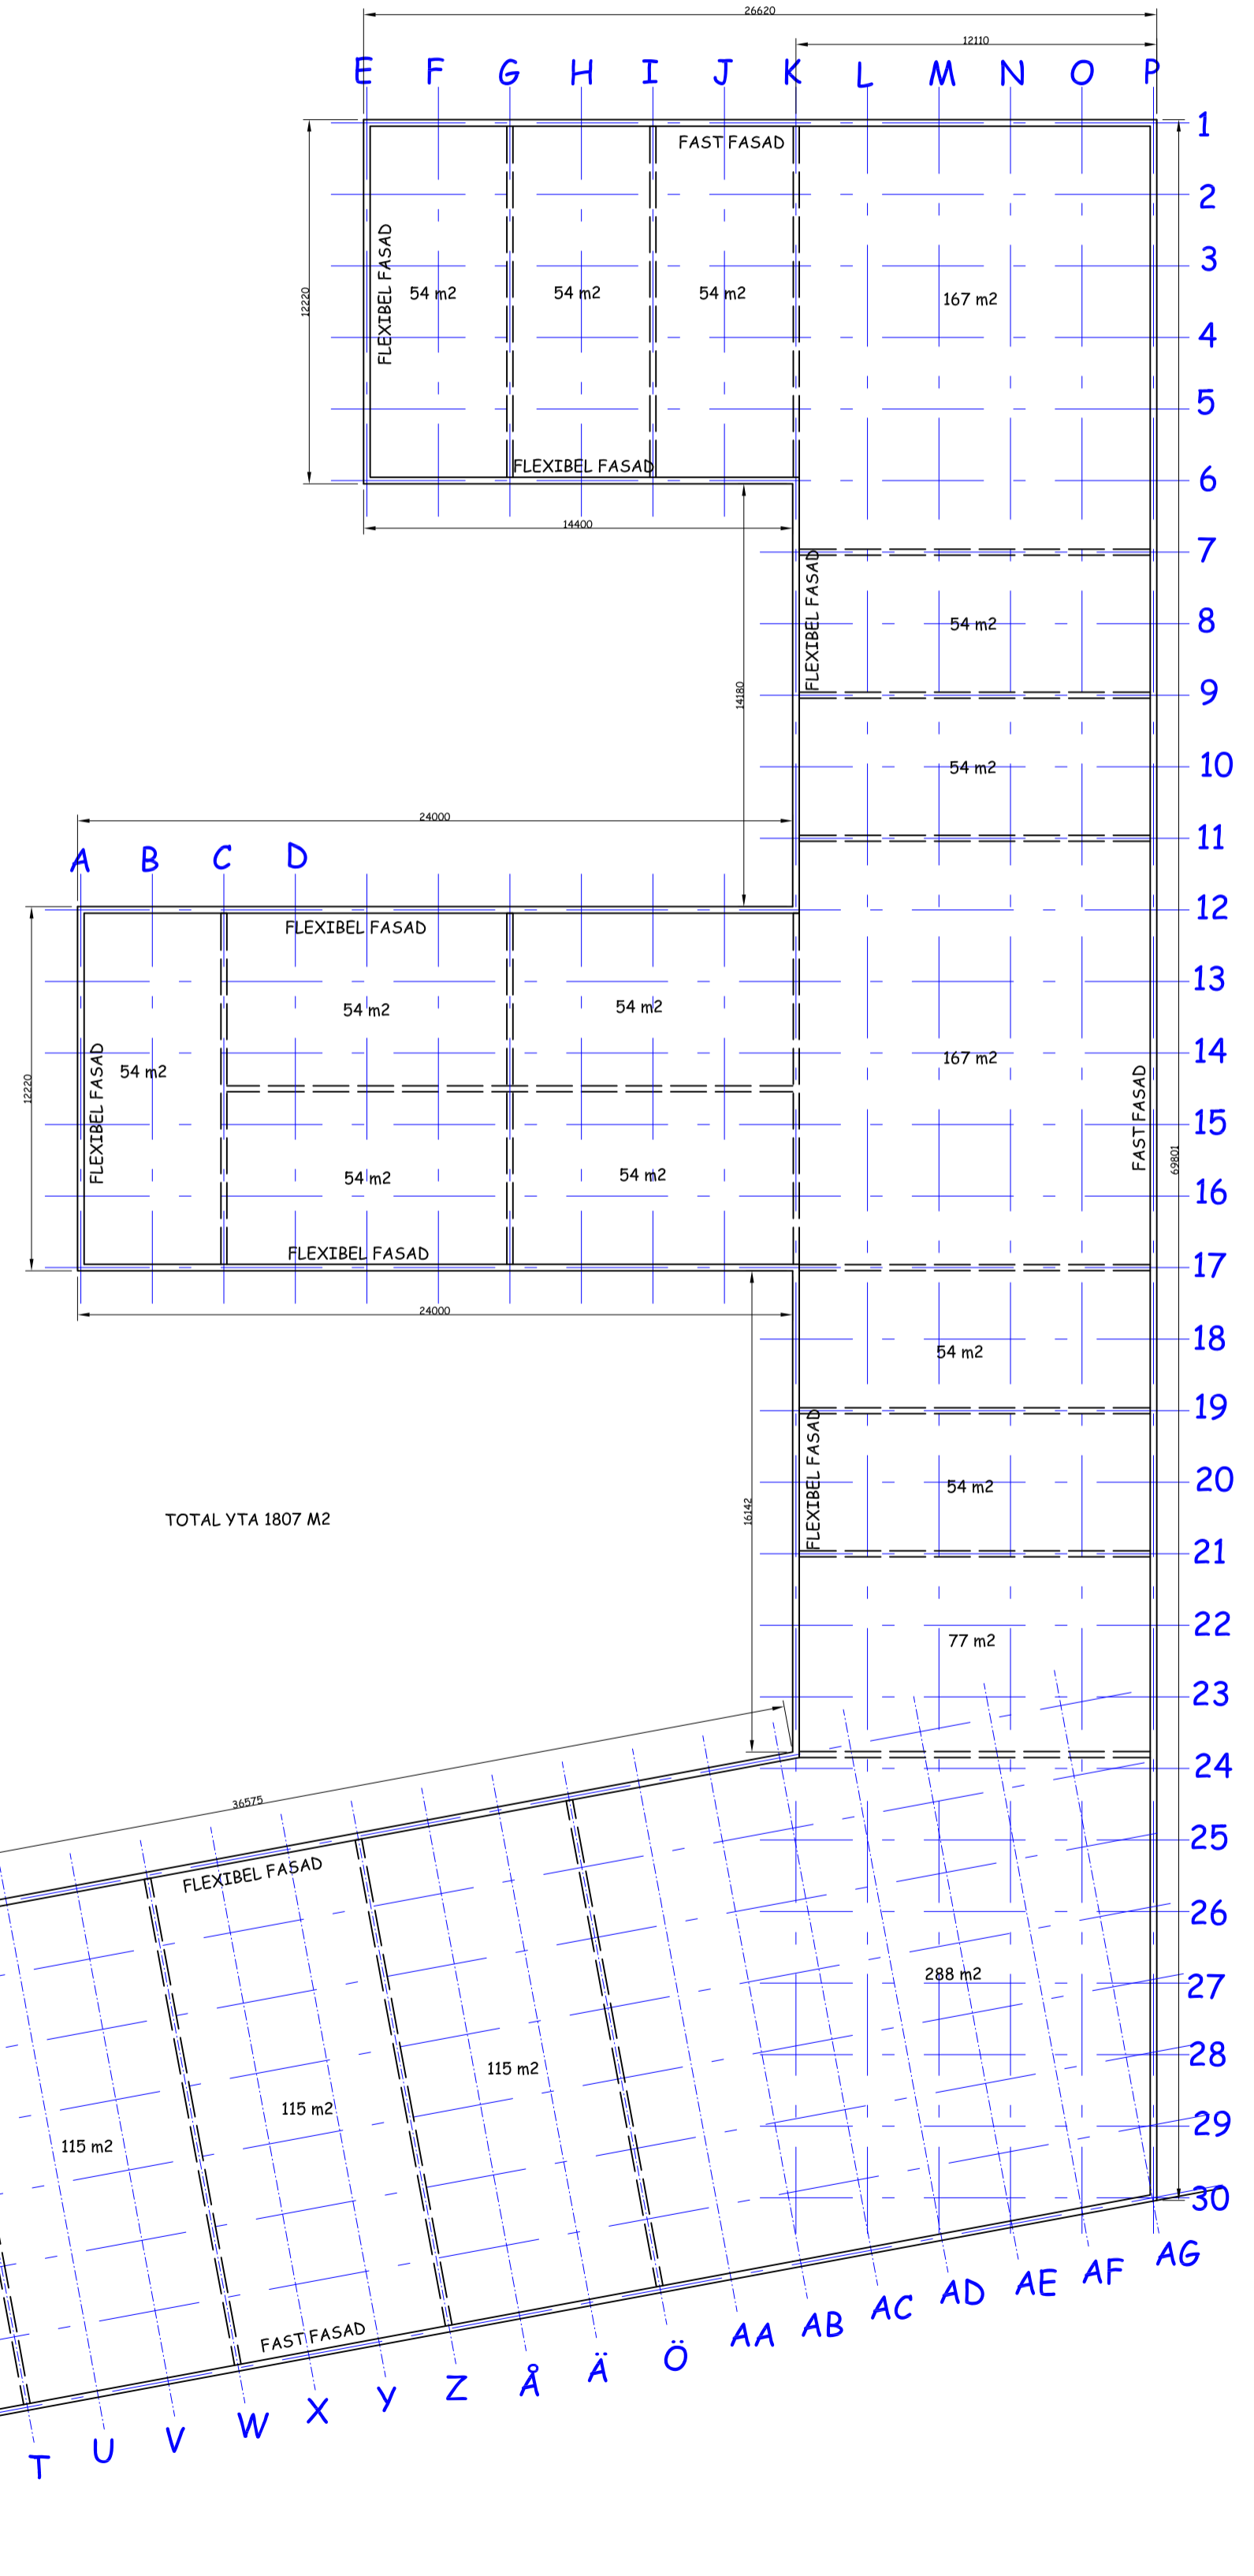 26620
12110
E F G H I J K L M N O P
1
FAST FASAD
2
3
FLEXIBEL FASAD
12220
54 m2
54 m2
54 m2
167 m2
4
5
FLEXIBEL FASAD
6
14400
7
FLEXIBEL FASAD
8
54 m2
14180
9
10
54 m2
24000
11
A B C D
12
FLEXIBEL FASAD
13
54 m2
54 m2
14
167 m2
54 m2
FLEXIBEL FASAD
12220
FAST FASAD
15
69801
54 m2
54 m2
16
FLEXIBEL FASAD
17
24000
18
54 m2
19
FLEXIBEL FASAD
20
54 m2
16142
TOTAL YTA 1807 M2
21
22
77 m2
23
24
36575
25
FLEXIBEL FASAD
26
288 m2
27
28
115 m2
115 m2
115 m2
29
30
FAST FASAD
T U V W X Y Z Å Ä Ö AA AB AC AD AE AF AG